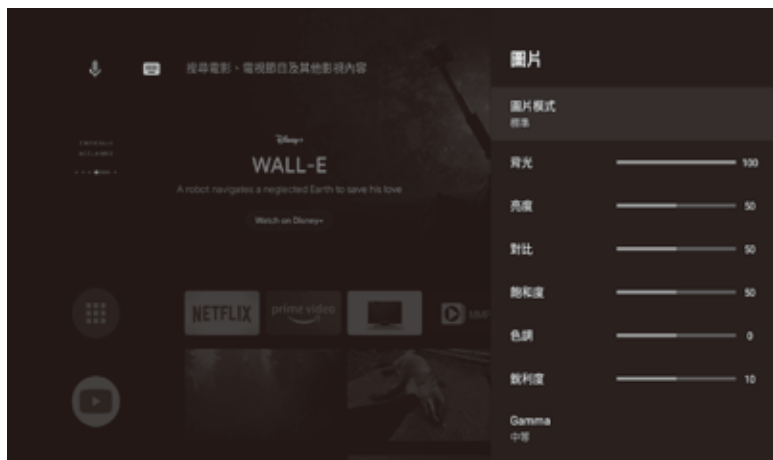 搜尋電影、電視節目及其他影視內容
CRITICALLY
ACCLAIMED
Disney+
WALL-E
A robot navigates a neglected Earth to save his love
Watch on Disney+
NETFLIX
prime video
圖片
圖片模式
標準
背光 100
亮度 50
對比 50
飽和度 50
色調 0
銳利度 10
Gamma
中等